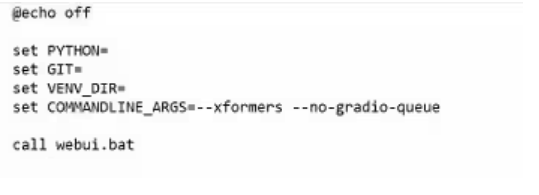 @echo off
set PYTHON=
set GIT=
set VENV_DIR=
set COMMANDLINE_ARGS=--xformers --no-gradio-queue
call webui.bat